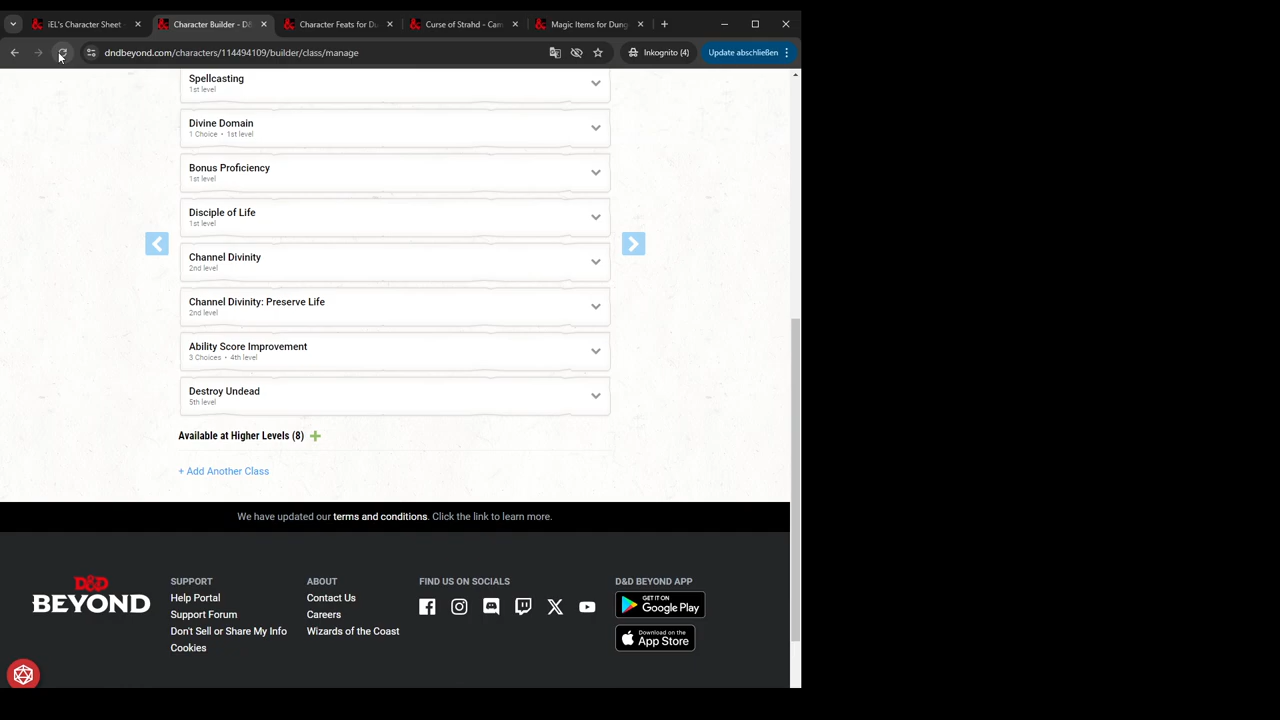 iEL's Character Sheet
Character Builder - D&
Character Feats for Du
Curse of Strahd - Cam
Magic Items for Dung
dndbeyond.com/characters/114494109/builder/class/manage
Inkognito (4)
Update abschließen
Spellcasting
1st level
Divine Domain
1 Choice • 1st level
Bonus Proficiency
1st level
Disciple of Life
1st level
Channel Divinity
2nd level
Channel Divinity: Preserve Life
2nd level
Ability Score Improvement
3 Choices • 4th level
Destroy Undead
5th level
Available at Higher Levels (8)
+ Add Another Class
We have updated our terms and conditions. Click the link to learn more.
D&D
BEYOND
SUPPORT
Help Portal
Support Forum
Don't Sell or Share My Info
Cookies
ABOUT
Contact Us
Careers
Wizards of the Coast
FIND US ON SOCIALS
D&D BEYOND APP
GET IT ON
Google Play
Download on the
App Store